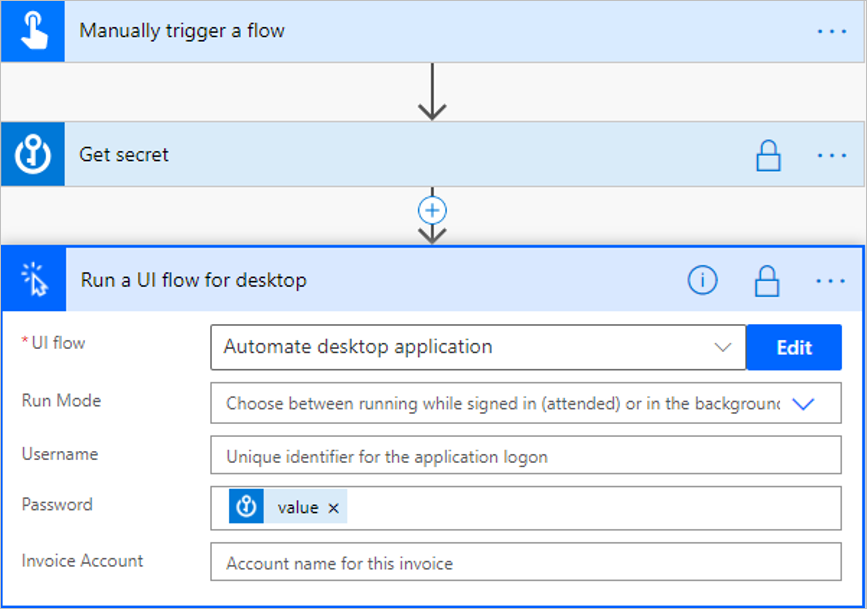 Manually trigger a flow
Get secret
Run a UI flow for desktop
* UI flow
Automate desktop application
Edit
Run Mode
Choose between running while signed in (attended) or in the background
Username
Unique identifier for the application logon
Password
value ×
Invoice Account
Account name for this invoice